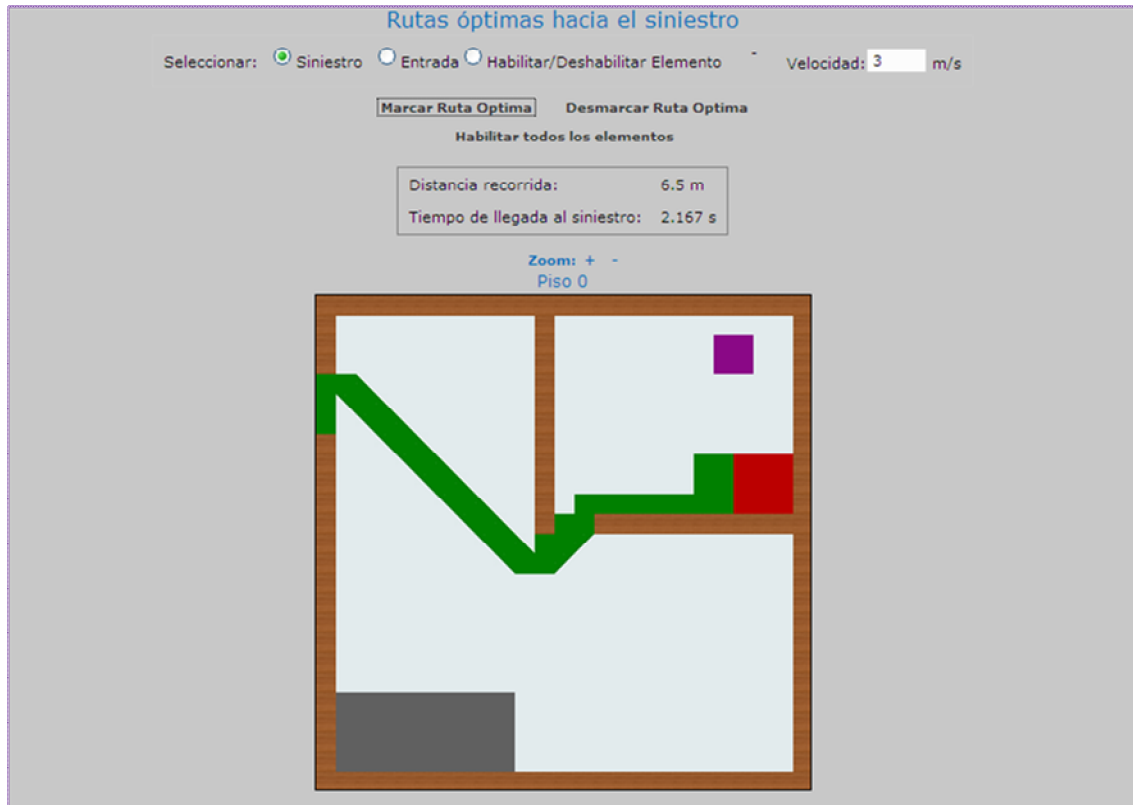 Rutas óptimas hacia el siniestro
Seleccionar: Siniestro Entrada Habilitar/Deshabilitar Elemento - Velocidad: 3 m/s
Marcar Ruta Optima Desmarcar Ruta Optima
Habilitar todos los elementos
Distancia recorrida: 6.5 m
Tiempo de llegada al siniestro: 2.167 s
Zoom: + -
Piso 0